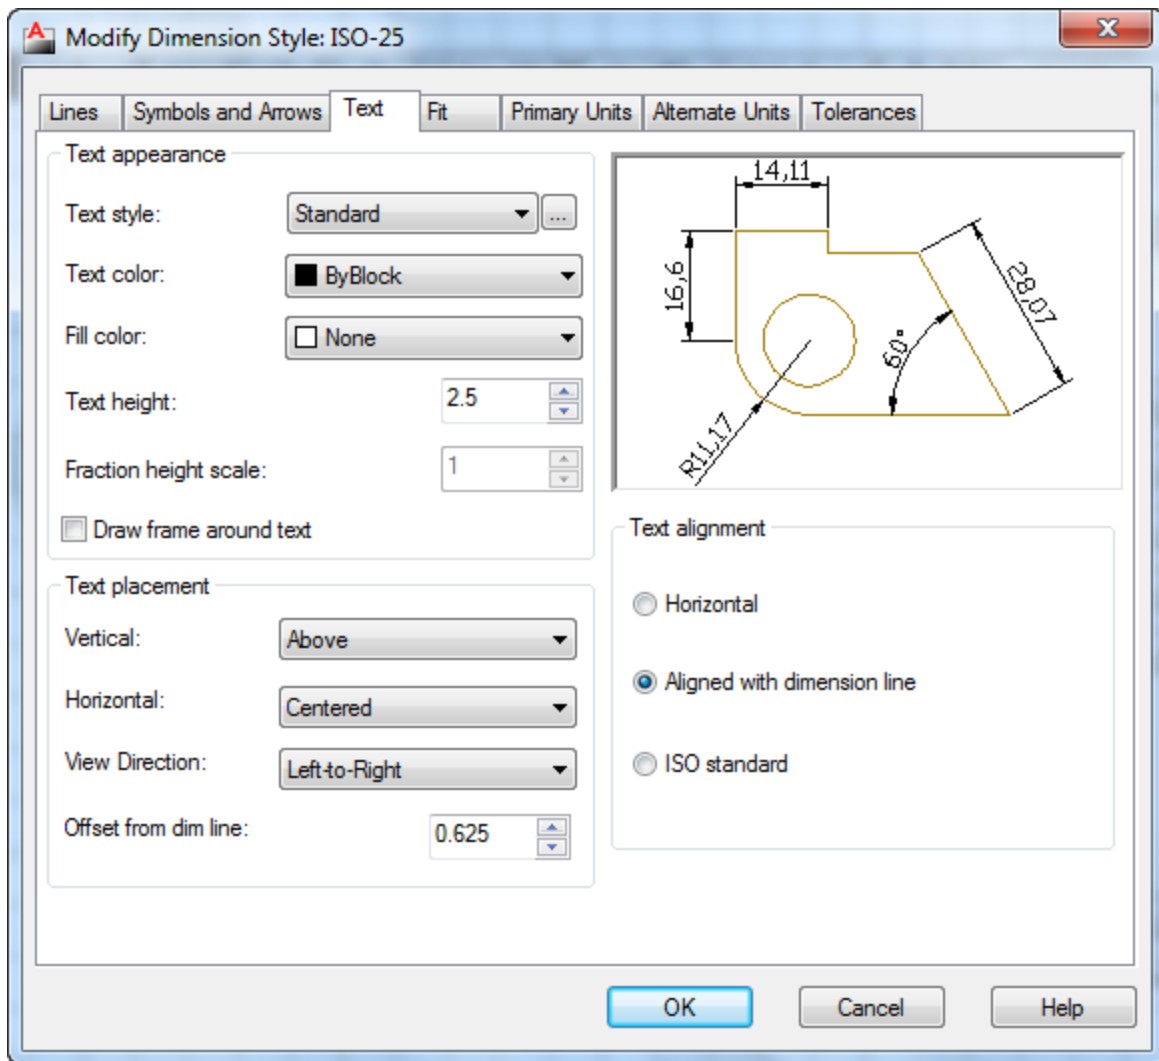 Modify Dimension Style: ISO-25
Lines Symbols and Arrows Text Fit Primary Units Alternate Units Tolerances
Text appearance
Text style: Standard ...
Text color: ByBlock
Fill color: None
Text height: 2.5
Fraction height scale: 1
Draw frame around text
Text placement
Vertical: Above
Horizontal: Centered
View Direction: Left-to-Right
Offset from dim line: 0.625
14,11
16,6
28,07
60°
R11,17
Text alignment
Horizontal
Aligned with dimension line
ISO standard
OK Cancel Help